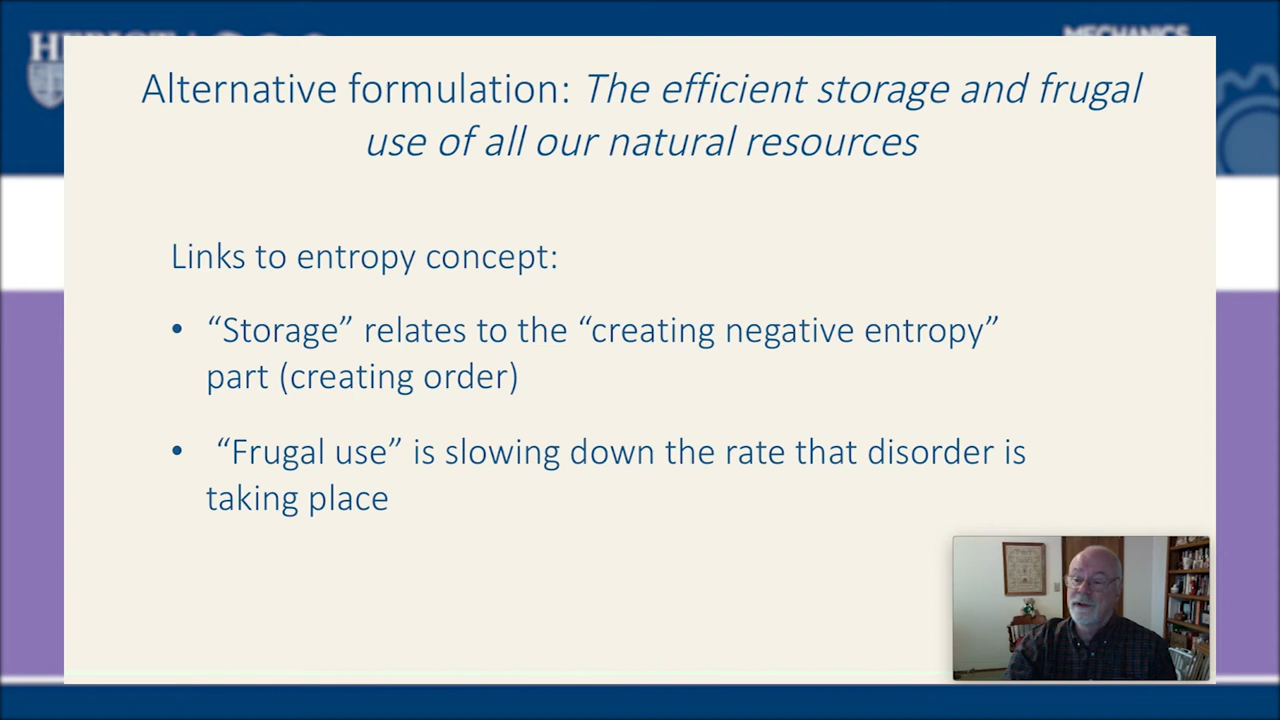 Alternative formulation: The efficient storage and frugal
use of all our natural resources
Links to entropy concept:
• “Storage” relates to the “creating negative entropy”
part (creating order)
• “Frugal use” is slowing down the rate that disorder is
taking place